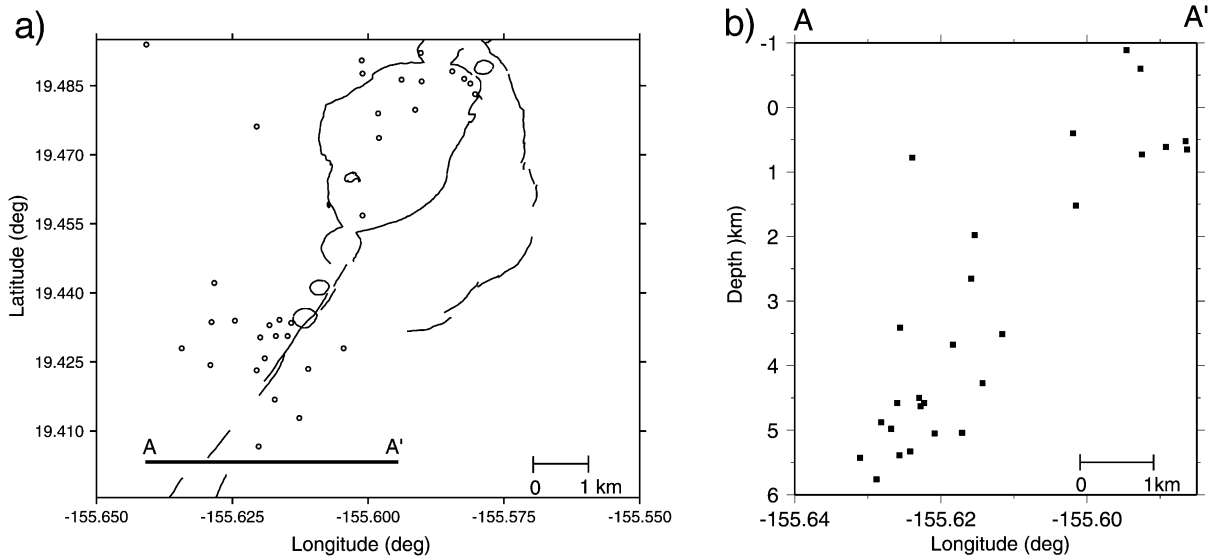 a)
19.485
19.470
19.455
19.440
19.425
19.410
Latitude (deg)
A A'
0 1 km
-155.650 -155.625 -155.600 -155.575 -155.550
Longitude (deg)
b)
A A'
-1
0
1
2
3
4
5
6
Depth )km)
0 1km
-155.64 -155.62 -155.60
Longitude (deg)